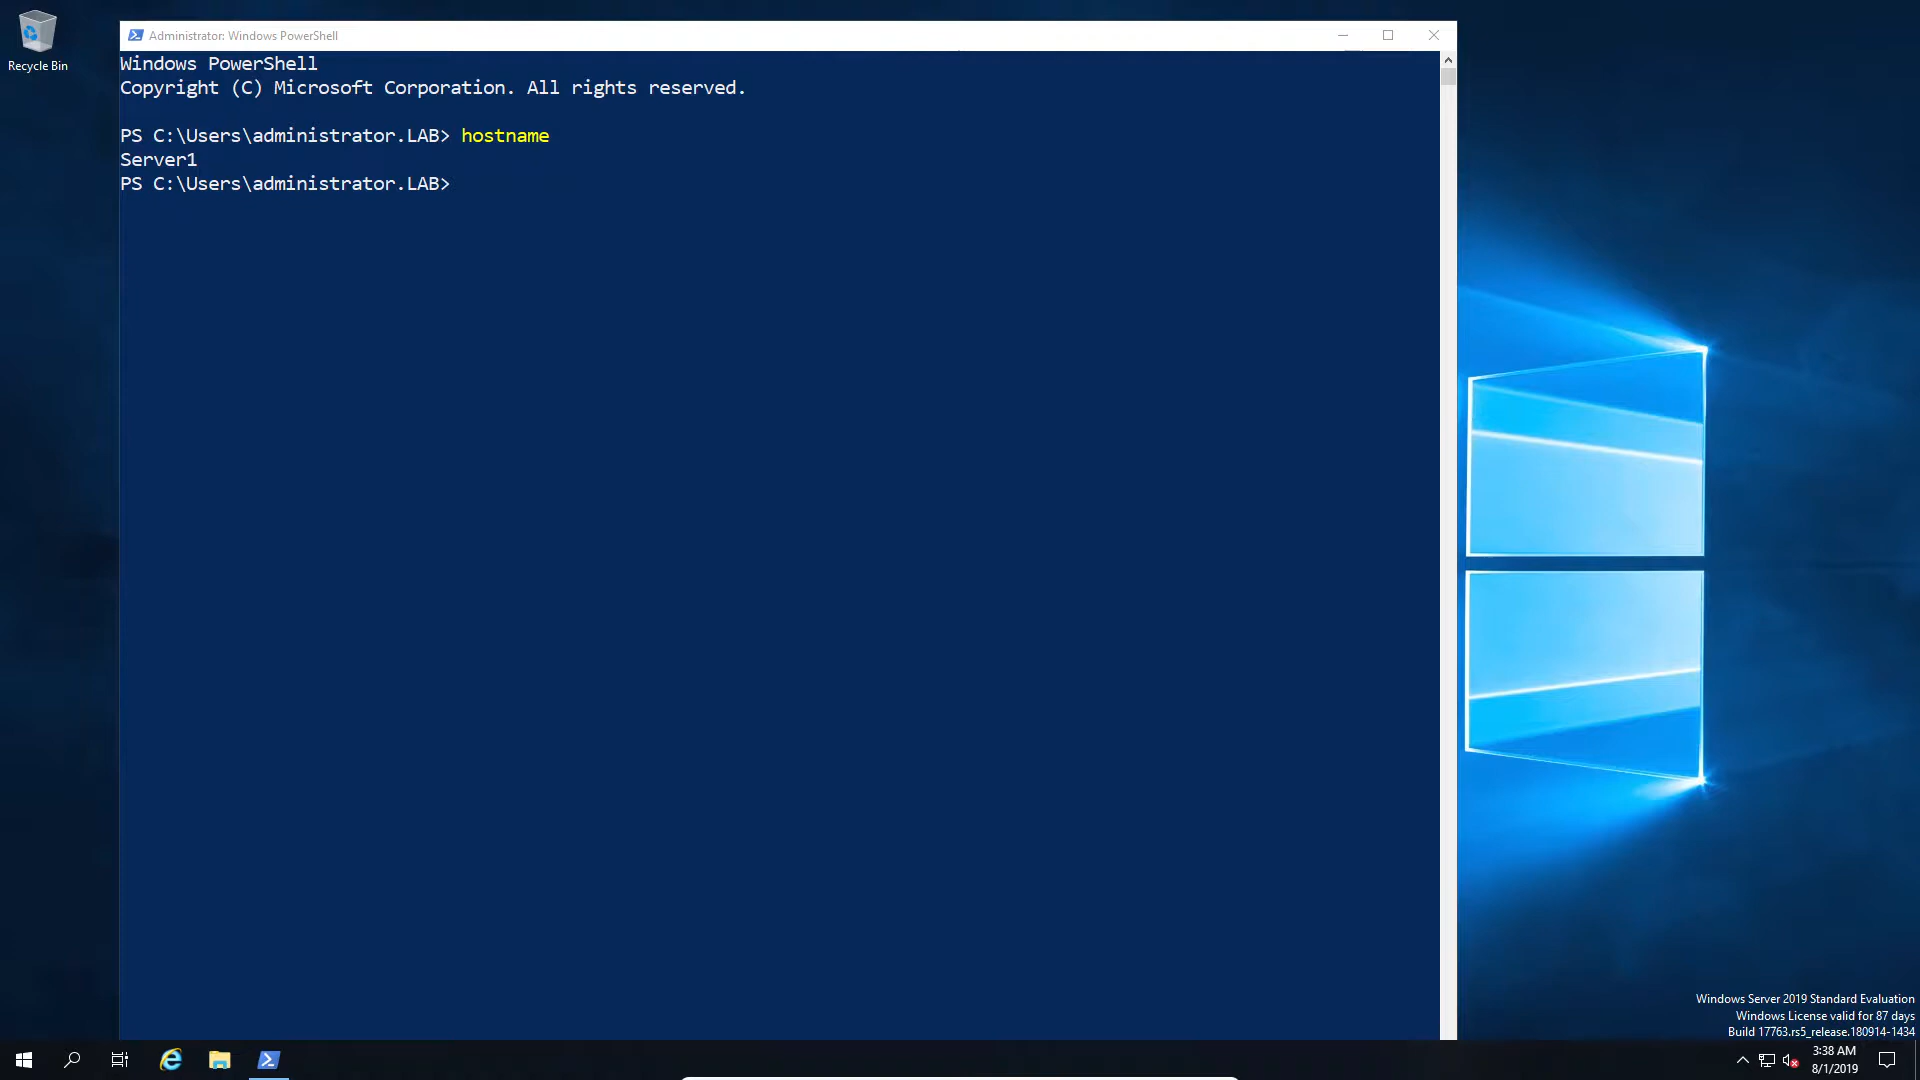 Recycle Bin
Administrator: Windows PowerShell
Windows PowerShell
Copyright (C) Microsoft Corporation. All rights reserved.
PS C:\Users\administrator.LAB> hostname
Server1
PS C:\Users\administrator.LAB>
Windows Server 2019 Standard Evaluation
Windows License valid for 87 days
Build 17763.rs5_release.180914-1434
3:38 AM
8/1/2019